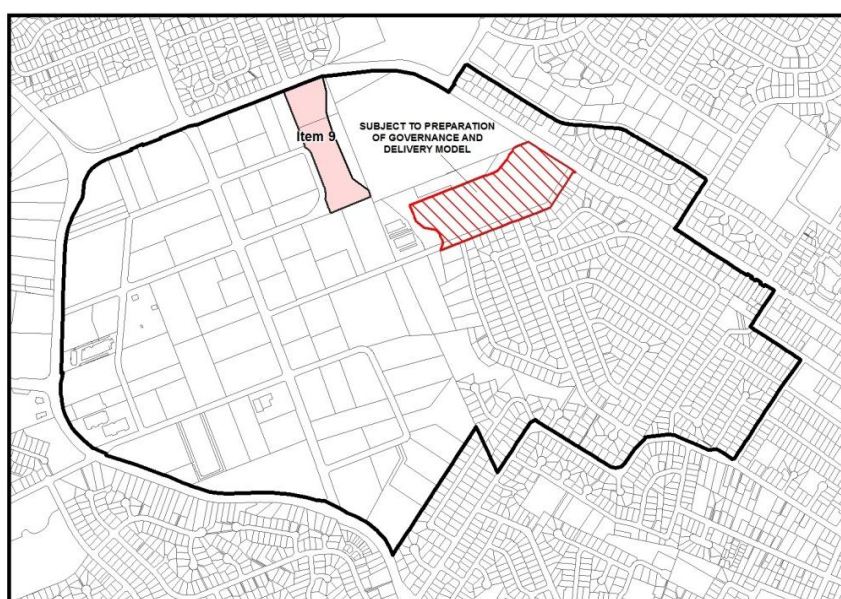 Item 9
SUBJECT TO PREPARATION
OF GOVERNANCE AND
DELIVERY MODEL